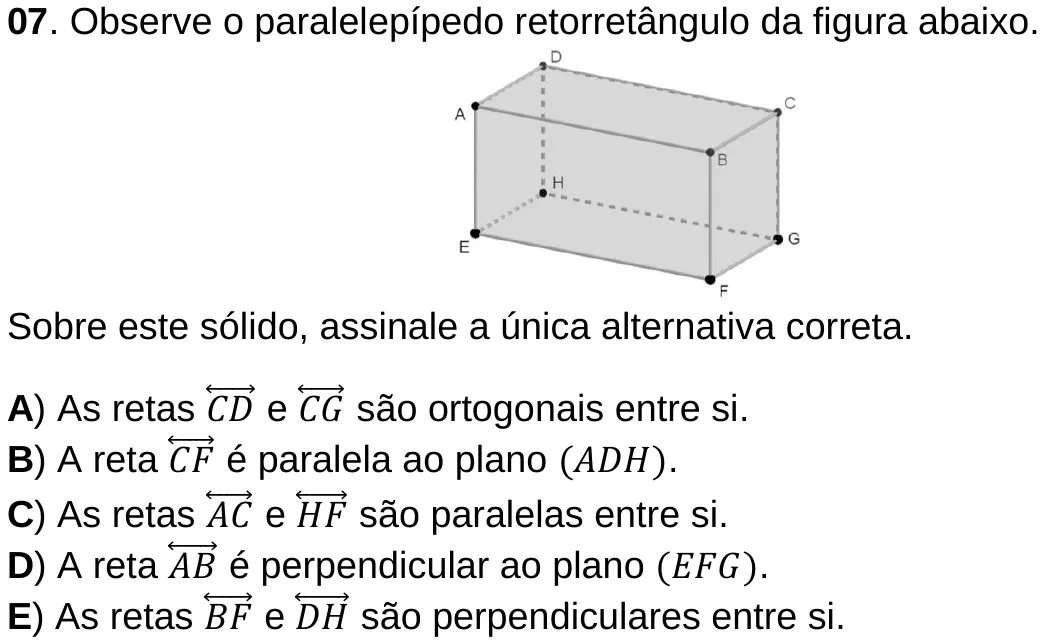 07. Observe o paralelepípedo retorretângulo da figura abaixo.
D
C
A
B
H
G
E
F
Sobre este sólido, assinale a única alternativa correta.
A) As retas CD e CG são ortogonais entre si.
B) A reta CF é paralela ao plano (ADH).
C) As retas AC e HF são paralelas entre si.
D) A reta AB é perpendicular ao plano (EFG).
E) As retas BF e DH são perpendiculares entre si.